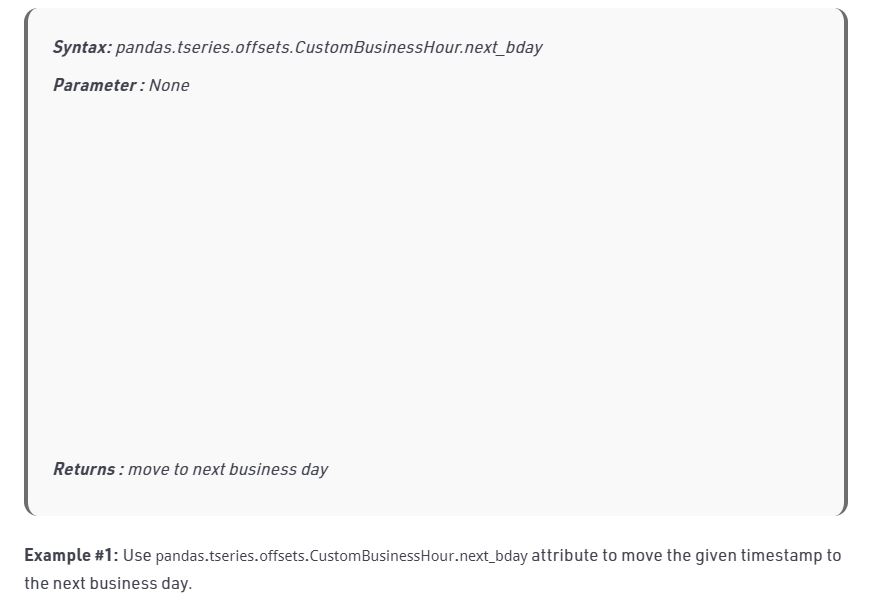 Syntax: pandas.tseries.offsets.CustomBusinessHour.next_bday
Parameter : None
Returns : move to next business day
Example #1: Use pandas.tseries.offsets.CustomBusinessHour.next_bday attribute to move the given timestamp to
the next business day.